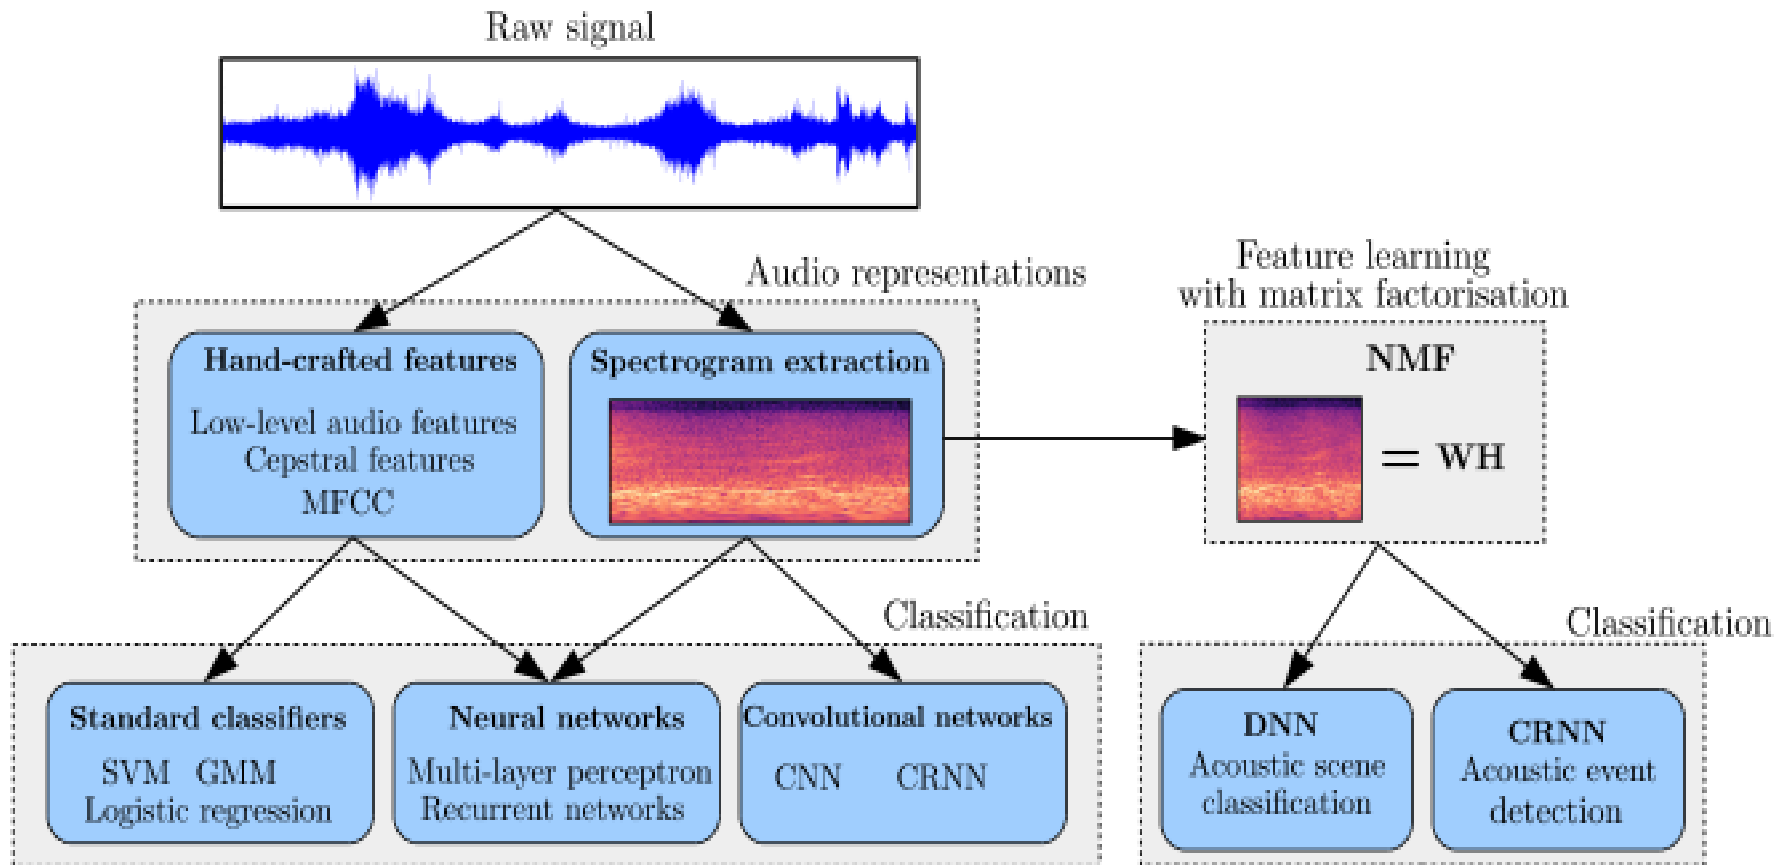 Raw signal
Audio representations
Feature learning
with matrix factorisation
Hand-crafted features
Low-level audio features
Cepstral features
MFCC
Spectrogram extraction
NMF
= WH
Classification
Classification
Standard classifiers
SVM GMM
Logistic regression
Neural networks
Multi-layer perceptron
Recurrent networks
Convolutional networks
CNN CRNN
DNN
Acoustic scene
classification
CRNN
Acoustic event
detection